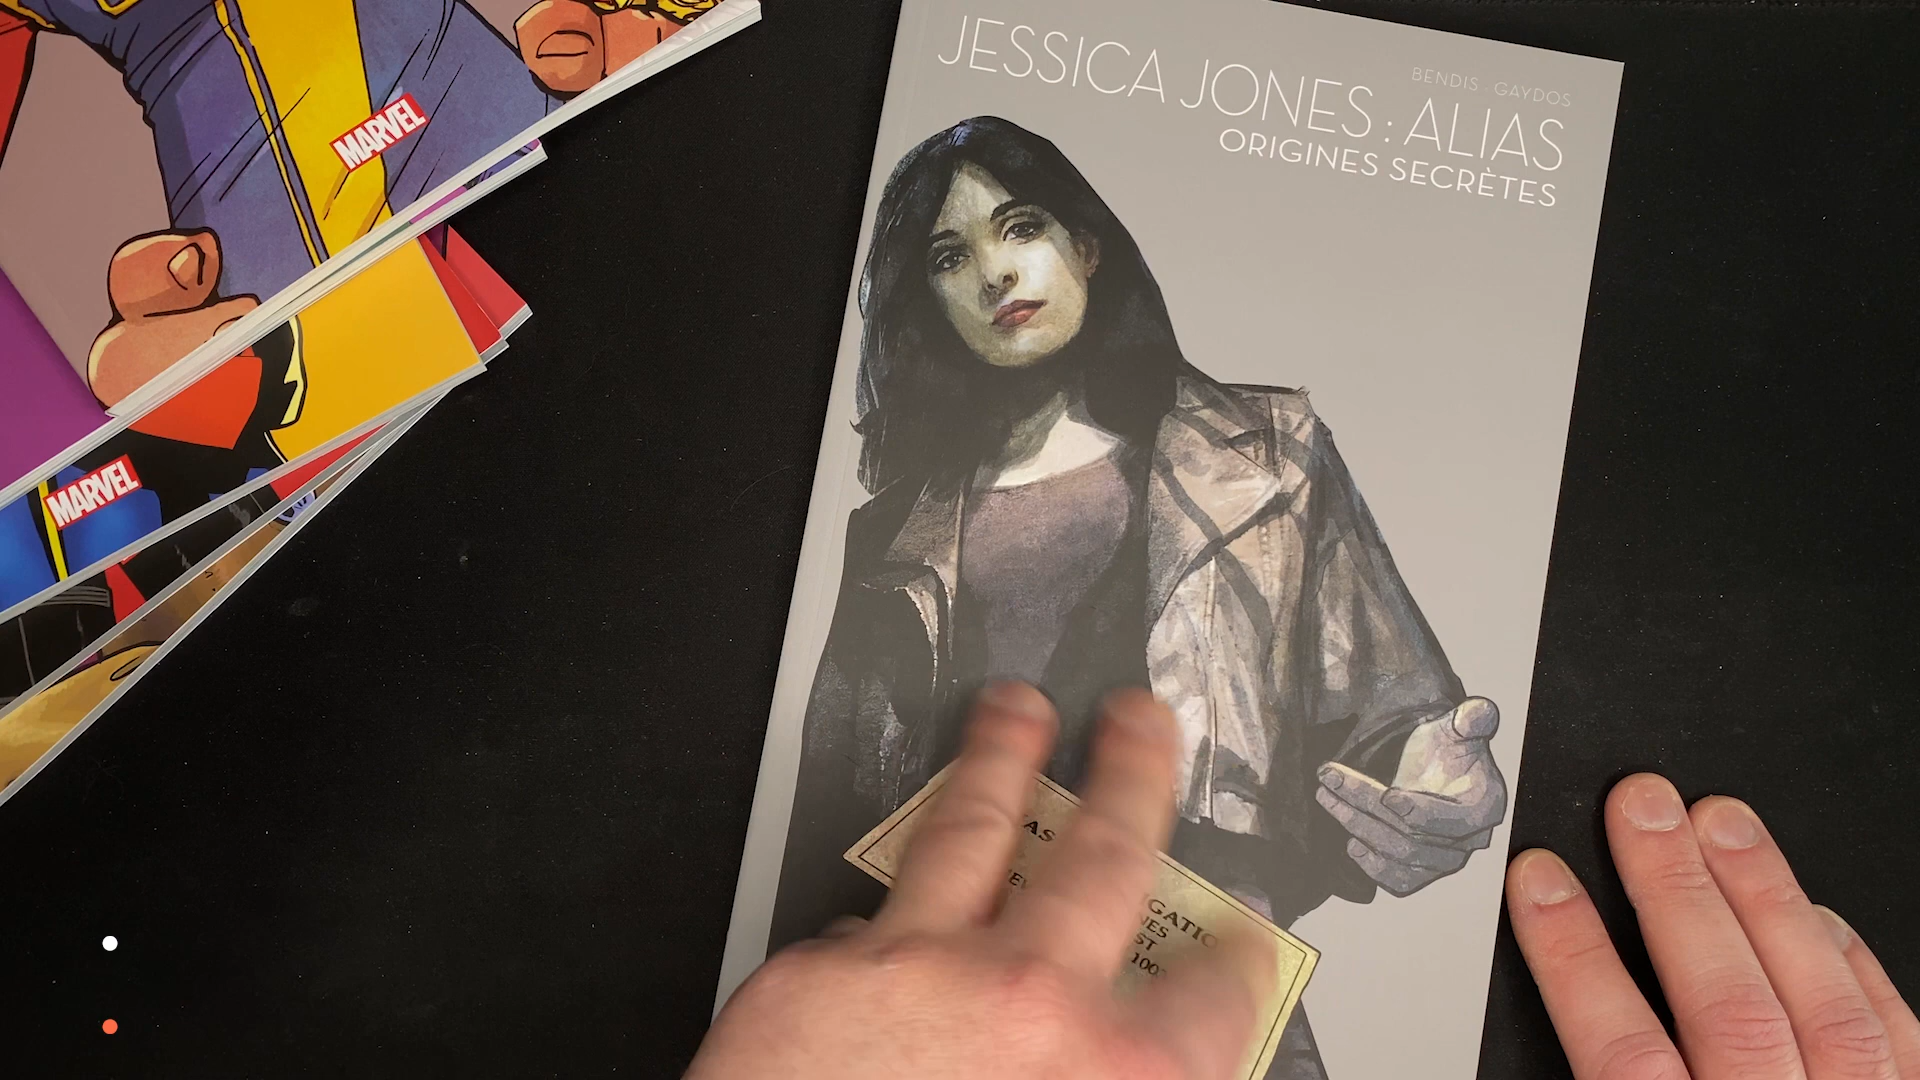 BENDIS . GAYDOS
JESSICA JONES : ALIAS
ORIGINES SECRÈTES
MARVEL
MARVEL